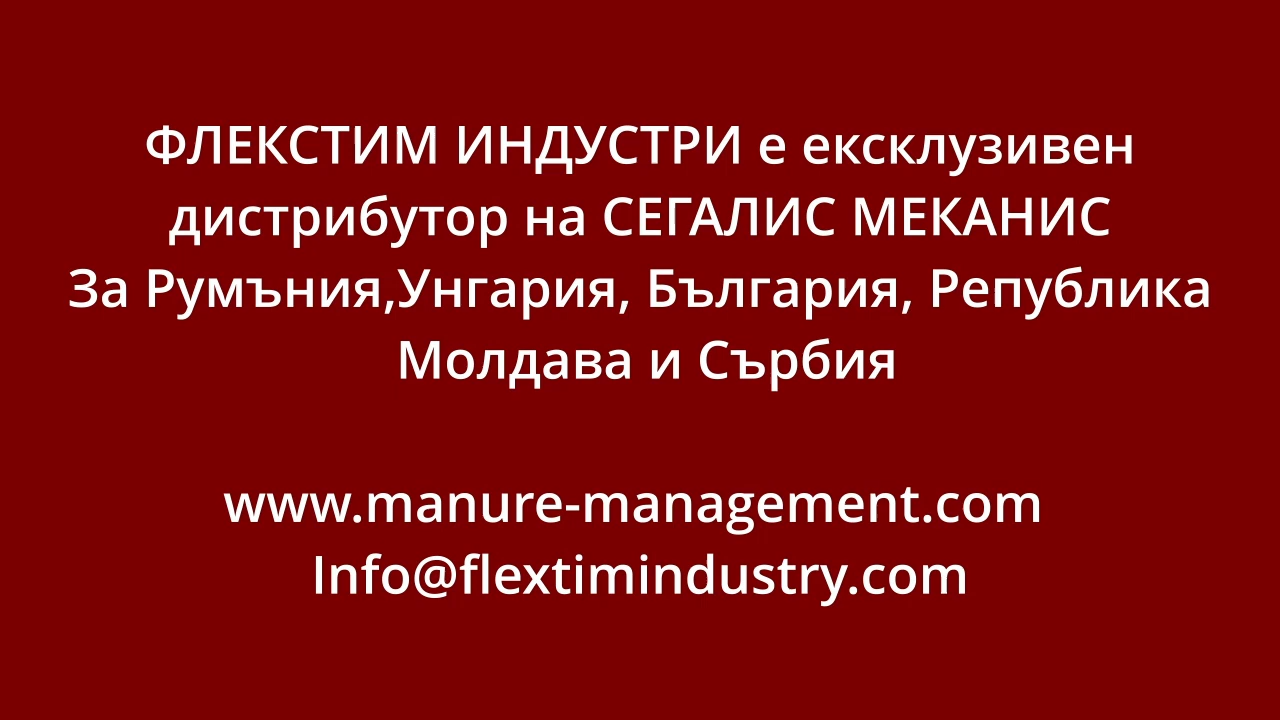 ФЛЕКСТИМ ИНДУСТРИ е ексклузивен
дистрибутор на СЕГАЛИС МЕКАНИС
За Румъния,Унгария, България, Република
Молдава и Сърбия
www.manure-management.com
Info@flextimindustry.com